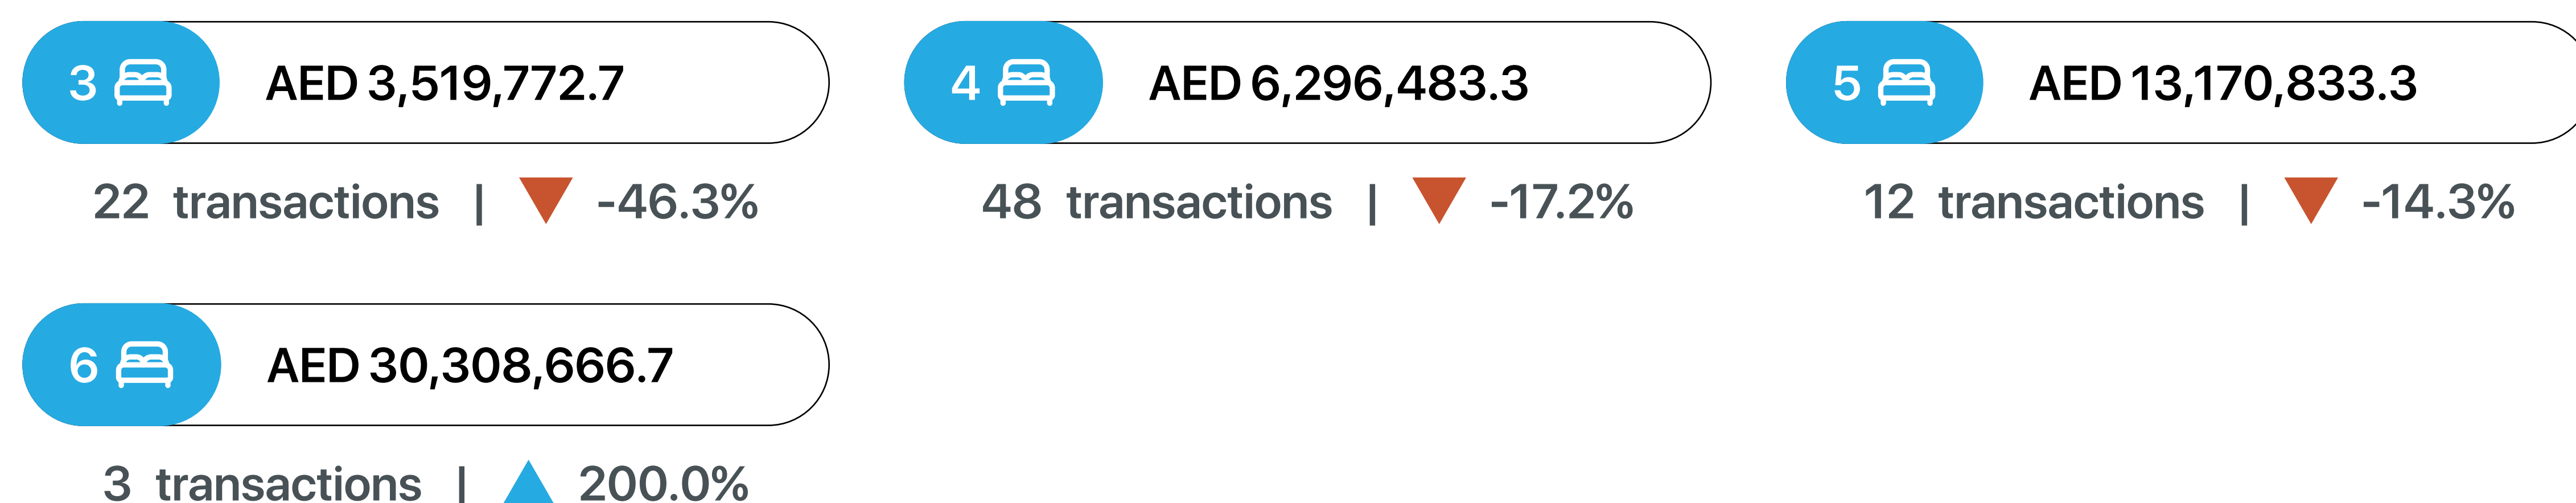 3 AED 3,519,772.7
4 AED 6,296,483.3
5 AED 13,170,833.3
22 transactions | -46.3%
48 transactions | -17.2%
12 transactions | -14.3%
6 AED 30,308,666.7
3 transactions | 200.0%